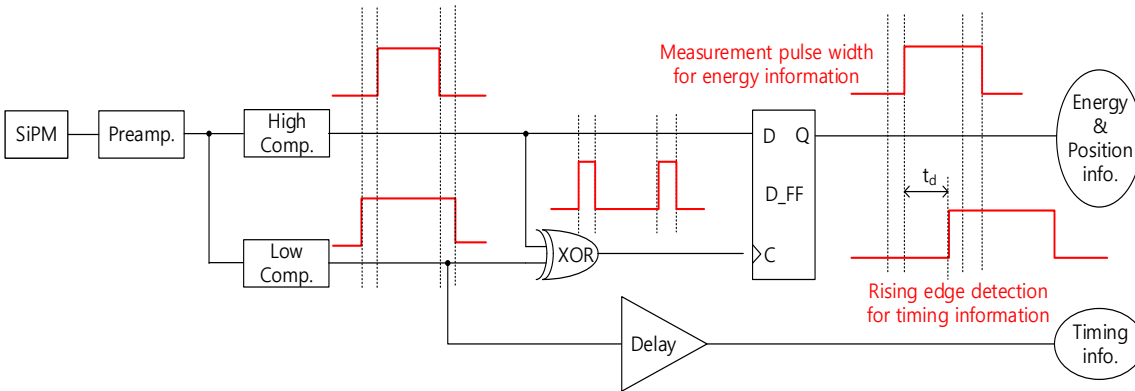 Measurement pulse width
for energy information
SiPM
Preamp.
High
Comp.
Low
Comp.
XOR
D Q
D_FF
C
td
Energy
&
Position
info.
Rising edge detection
for timing information
Delay
Timing
info.